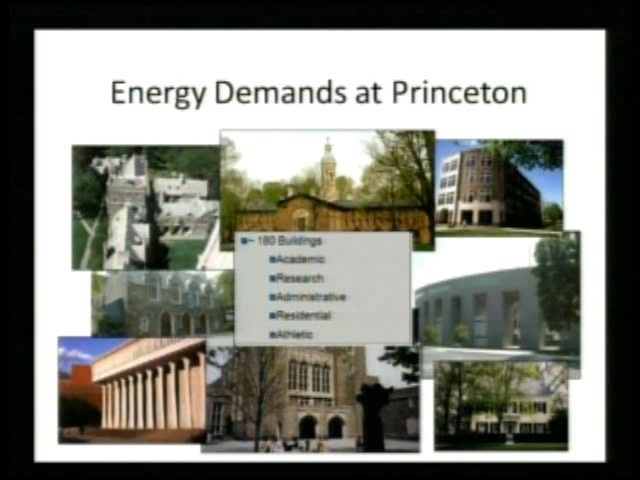 Energy Demands at Princeton
~ 180 Buildings
Academic
Research
Administrative
Residential
Athletic